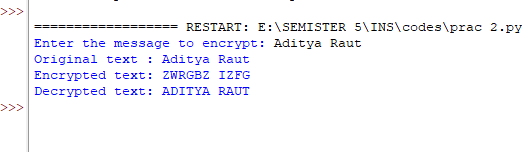 >>>
================== RESTART: E:\SEMISTER 5\INS\codes\prac 2.py
Enter the message to encrypt: Aditya Raut
Original text : Aditya Raut
Encrypted text: ZWRGBZ IZFG
Decrypted text: ADITYA RAUT
>>>